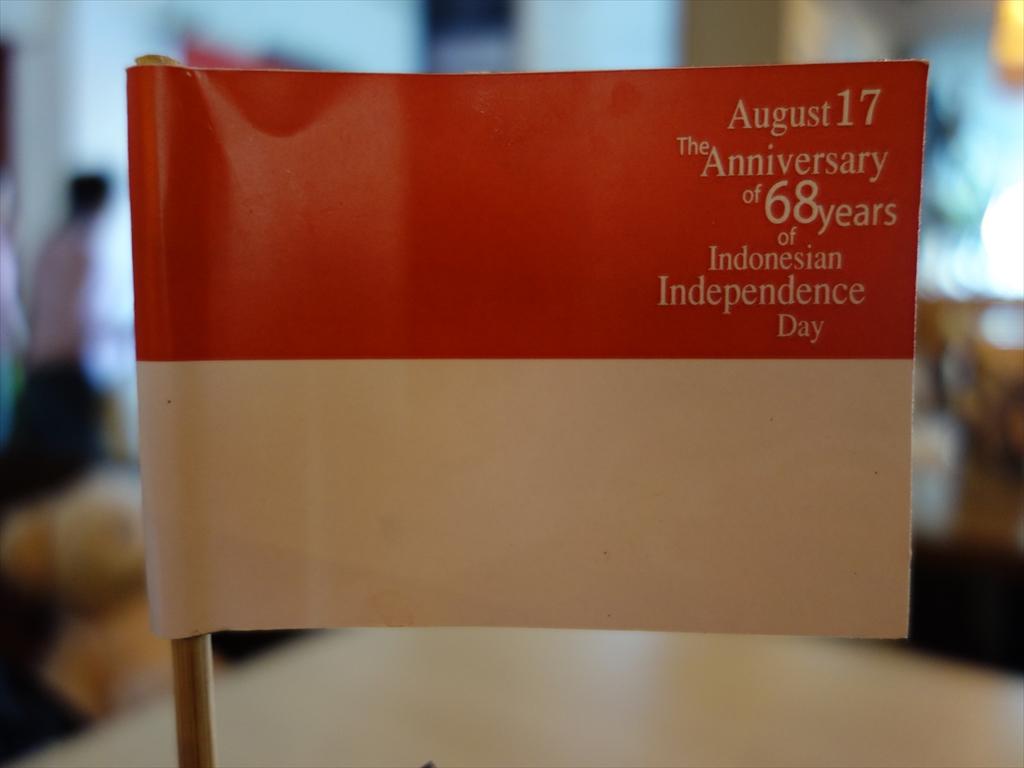 August 17
The Anniversary
of 68 years
of
Indonesian
Independence
Day